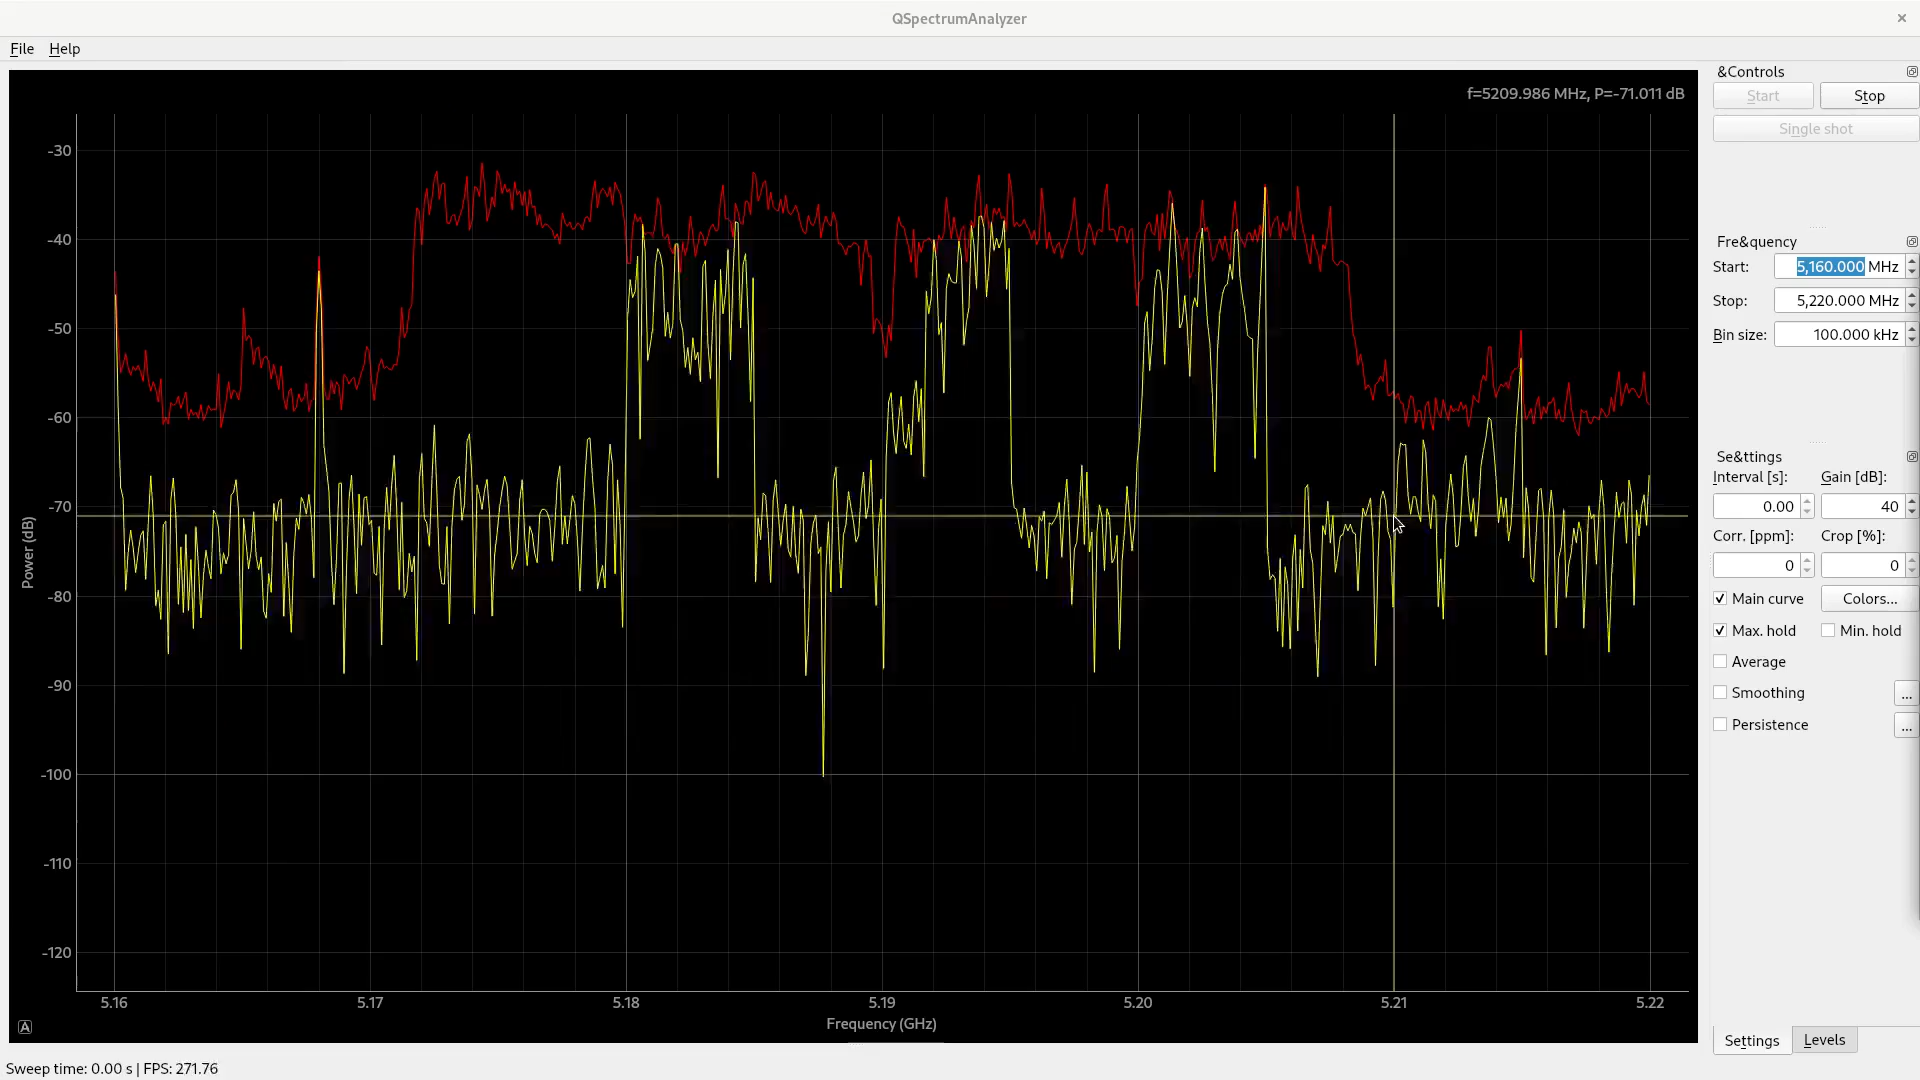 QSpectrumAnalyzer
×
File Help
f=5209.986 MHz, P=-71.011 dB
-30
-40
-50
-60
-70
-80
-90
-100
-110
-120
Power (dB)
5.16 5.17 5.18 5.19 5.20 5.21 5.22
Frequency (GHz)
A
&Controls
Start Stop
Single shot
Fre&quency
Start: 5,160.000 MHz
Stop: 5,220.000 MHz
Bin size: 100.000 kHz
Se&ttings
Interval [s]: Gain [dB]:
0.00 40
Corr. [ppm]: Crop [%]:
0 0
Main curve Colors...
Max. hold Min. hold
Average
Smoothing ...
Persistence ...
Settings Levels
Sweep time: 0.00 s | FPS: 271.76